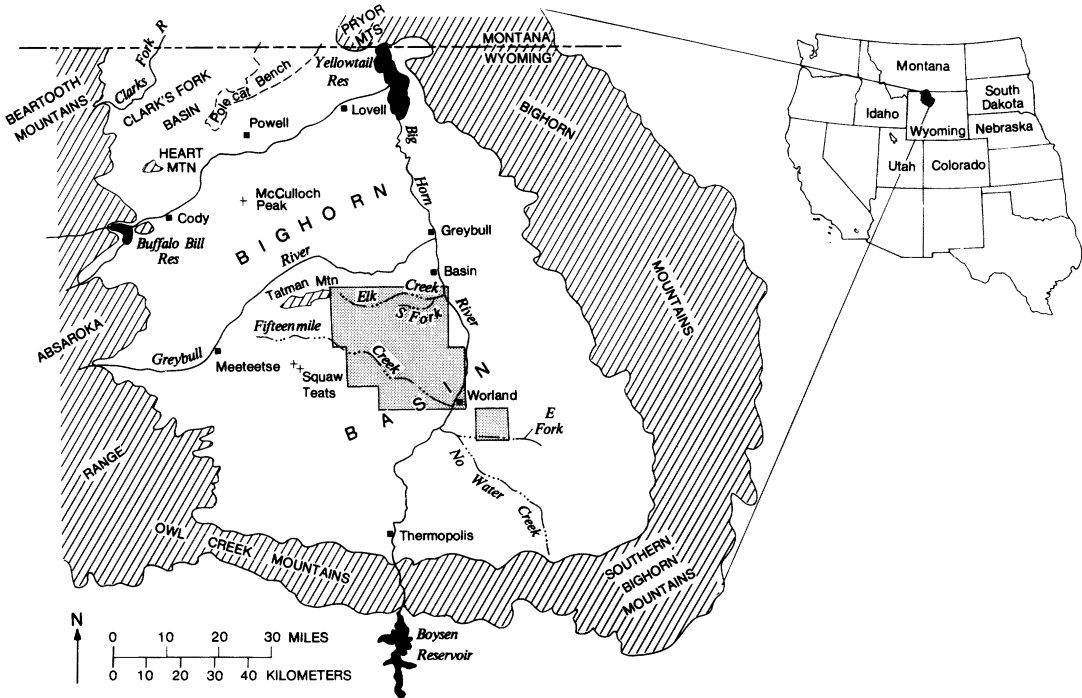 PRYOR
MTS
MONTANA
WYOMING
BEARTOOTH
MOUNTAINS
Clarks Fork R
CLARK'S FORK
BASIN
Pole cat Bench
Yellowtail
Res
Lovell
Powell
HEART
MTN
McCulloch
Peak
Cody
Buffalo Bill
Res
BIGHORN
BASIN
Big Horn River
Greybull
Basin
Greybull River
Tatman Mtn
Elk Creek
S Fork
Fifteenmile Creek
ABSAROKA
RANGE
Meeteetse
Squaw
Teats
Worland
E
Fork
No Water Creek
Thermopolis
OWL CREEK MOUNTAINS
BIGHORN
MOUNTAINS
SOUTHERN
BIGHORN
MOUNTAINS
Boysen
Reservoir
N
0 10 20 30 MILES
0 10 20 30 40 KILOMETERS
Montana
South
Dakota
Idaho
Wyoming
Nebraska
Utah
Colorado